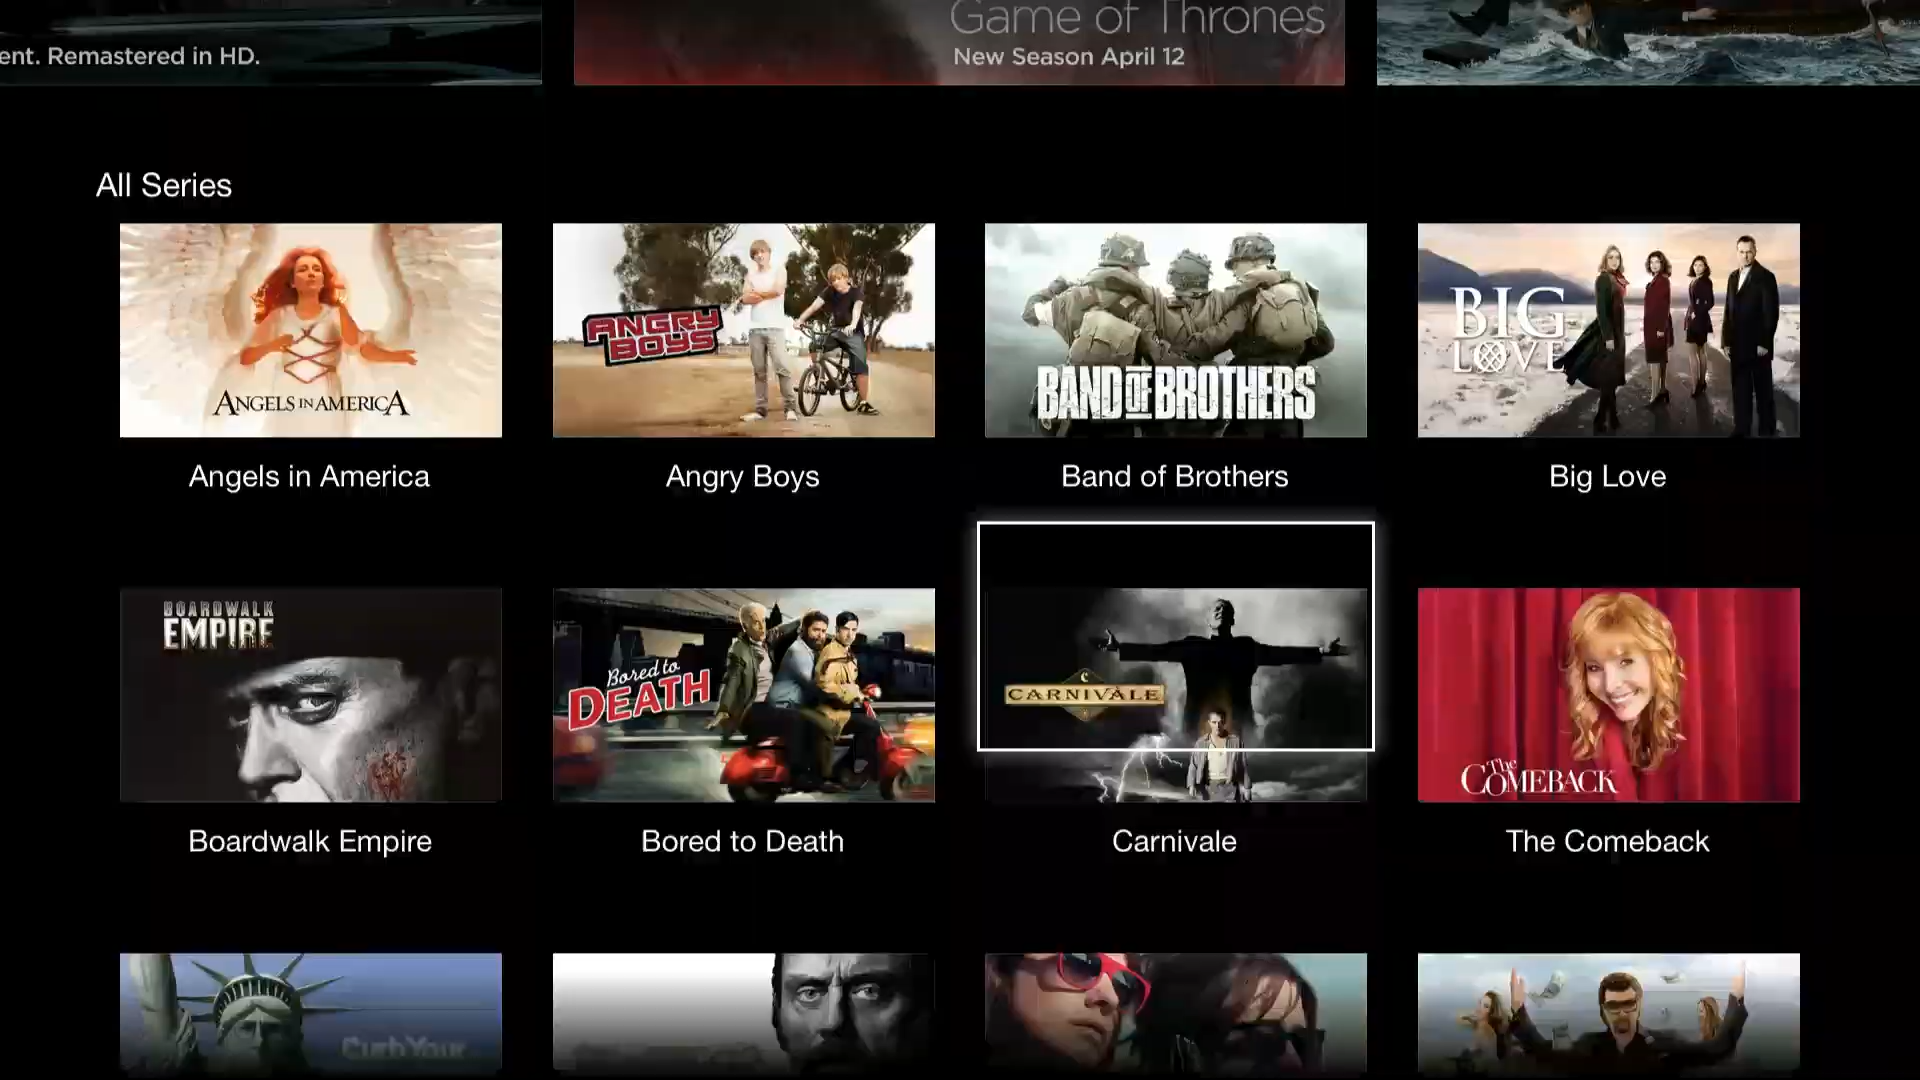 Game of Thrones
ent. Remastered in HD.
New Season April 12
All Series
ANGELS IN AMERICA
ANGRY
BOYS
BAND OF BROTHERS
BIG
LOVE
Angels in America
Angry Boys
Band of Brothers
Big Love
BOARDWALK
EMPIRE
Bored to
DEATH
CARNIVÀLE
The
COMEBACK
Boardwalk Empire
Bored to Death
Carnivale
The Comeback
Curb Your